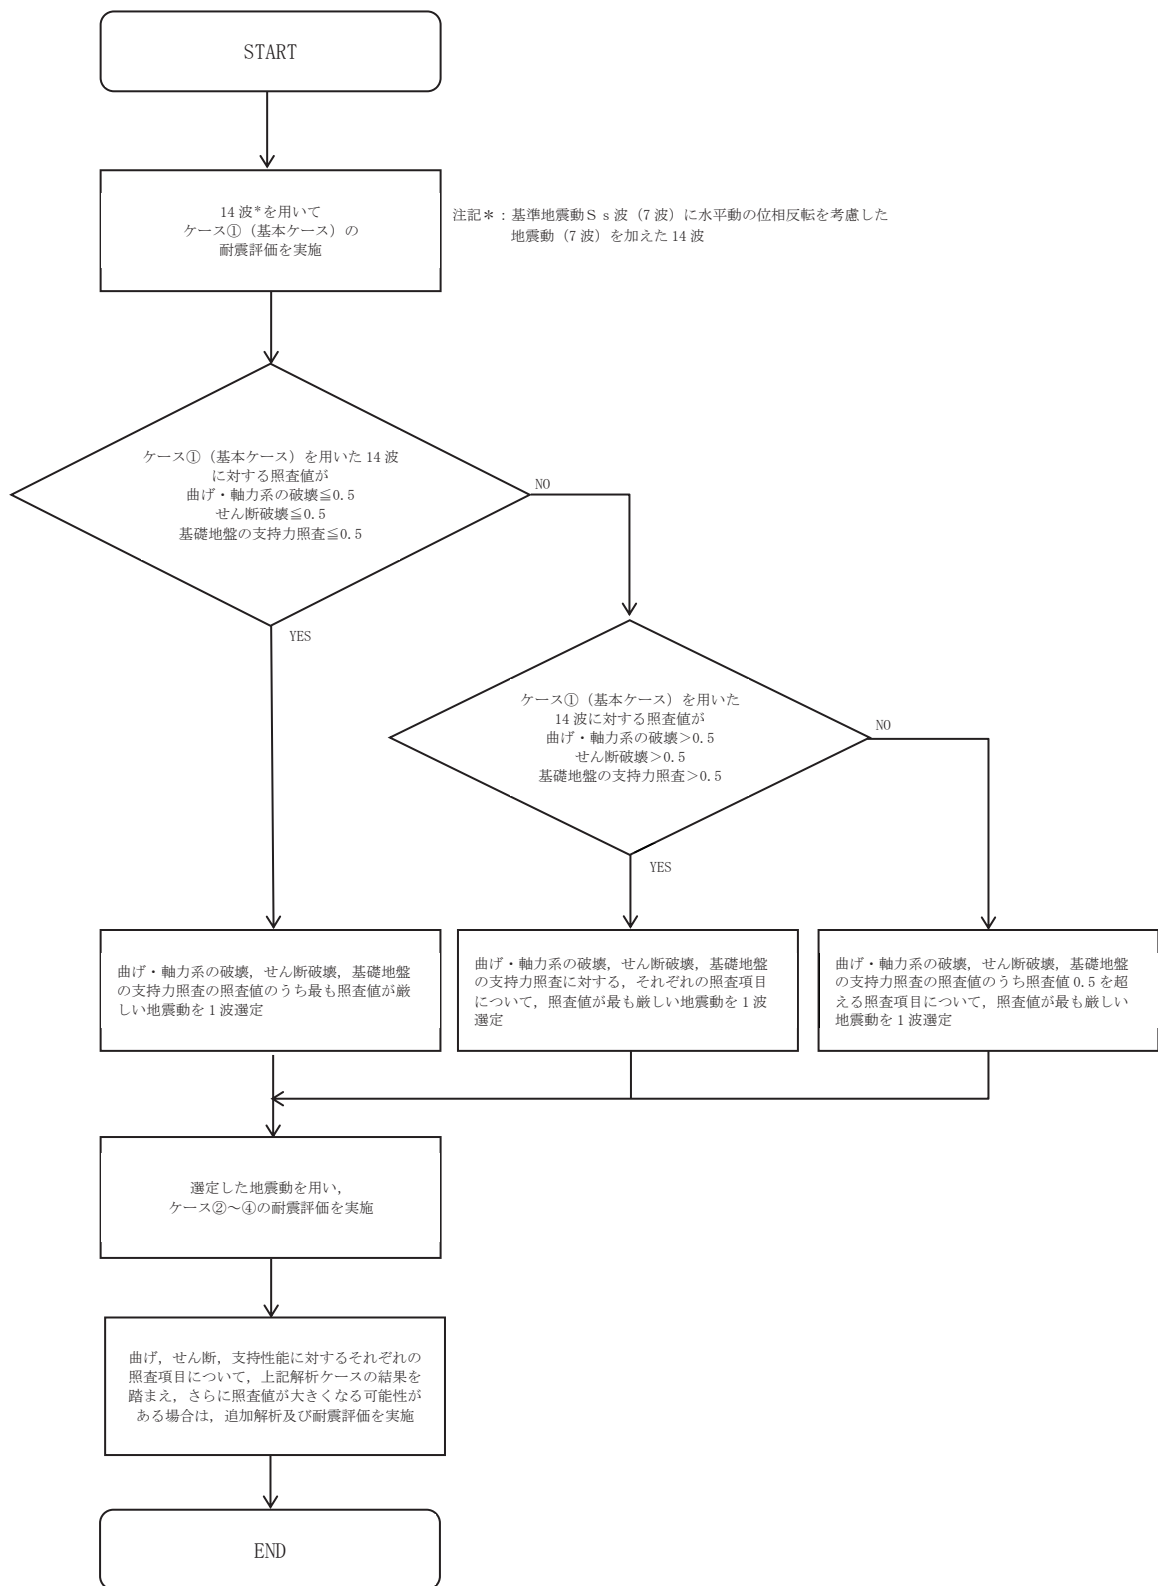 START
14 波*を用いて
ケース①（基本ケース）の
耐震評価を実施
注記＊：基準地震動Ｓｓ波（7 波）に水平動の位相反転を考慮した
地震動（7 波）を加えた 14 波
ケース①（基本ケース）を用いた 14 波
に対する照査値が
曲げ・軸力系の破壊≦0.5
せん断破壊≦0.5
基礎地盤の支持力照査≦0.5
NO
YES
ケース①（基本ケース）を用いた
14 波に対する照査値が
曲げ・軸力系の破壊＞0.5
せん断破壊＞0.5
基礎地盤の支持力照査＞0.5
NO
YES
曲げ・軸力系の破壊，せん断破壊，基礎地盤
の支持力照査の照査値のうち最も照査値が厳
しい地震動を 1 波選定
曲げ・軸力系の破壊，せん断破壊，基礎地盤
の支持力照査に対する，それぞれの照査項目
について，照査値が最も厳しい地震動を 1 波
選定
曲げ・軸力系の破壊，せん断破壊，基礎地盤
の支持力照査の照査値のうち照査値 0.5 を超
える照査項目について，照査値が最も厳しい
地震動を 1 波選定
選定した地震動を用い，
ケース②～④の耐震評価を実施
曲げ，せん断，支持性能に対するそれぞれの
照査項目について，上記解析ケースの結果を
踏まえ，さらに照査値が大きくなる可能性が
ある場合は，追加解析及び耐震評価を実施
END